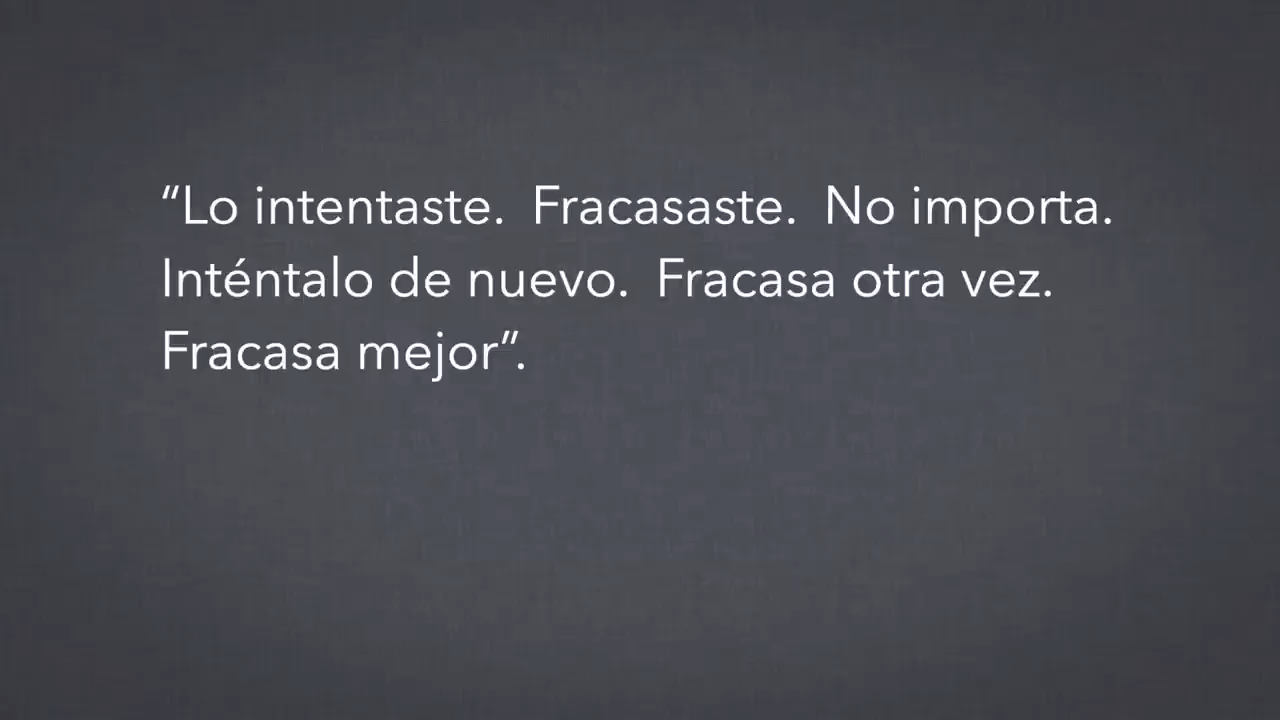 “Lo intentaste.  Fracasaste.  No importa.
Inténtalo de nuevo.  Fracasa otra vez.
Fracasa mejor”.